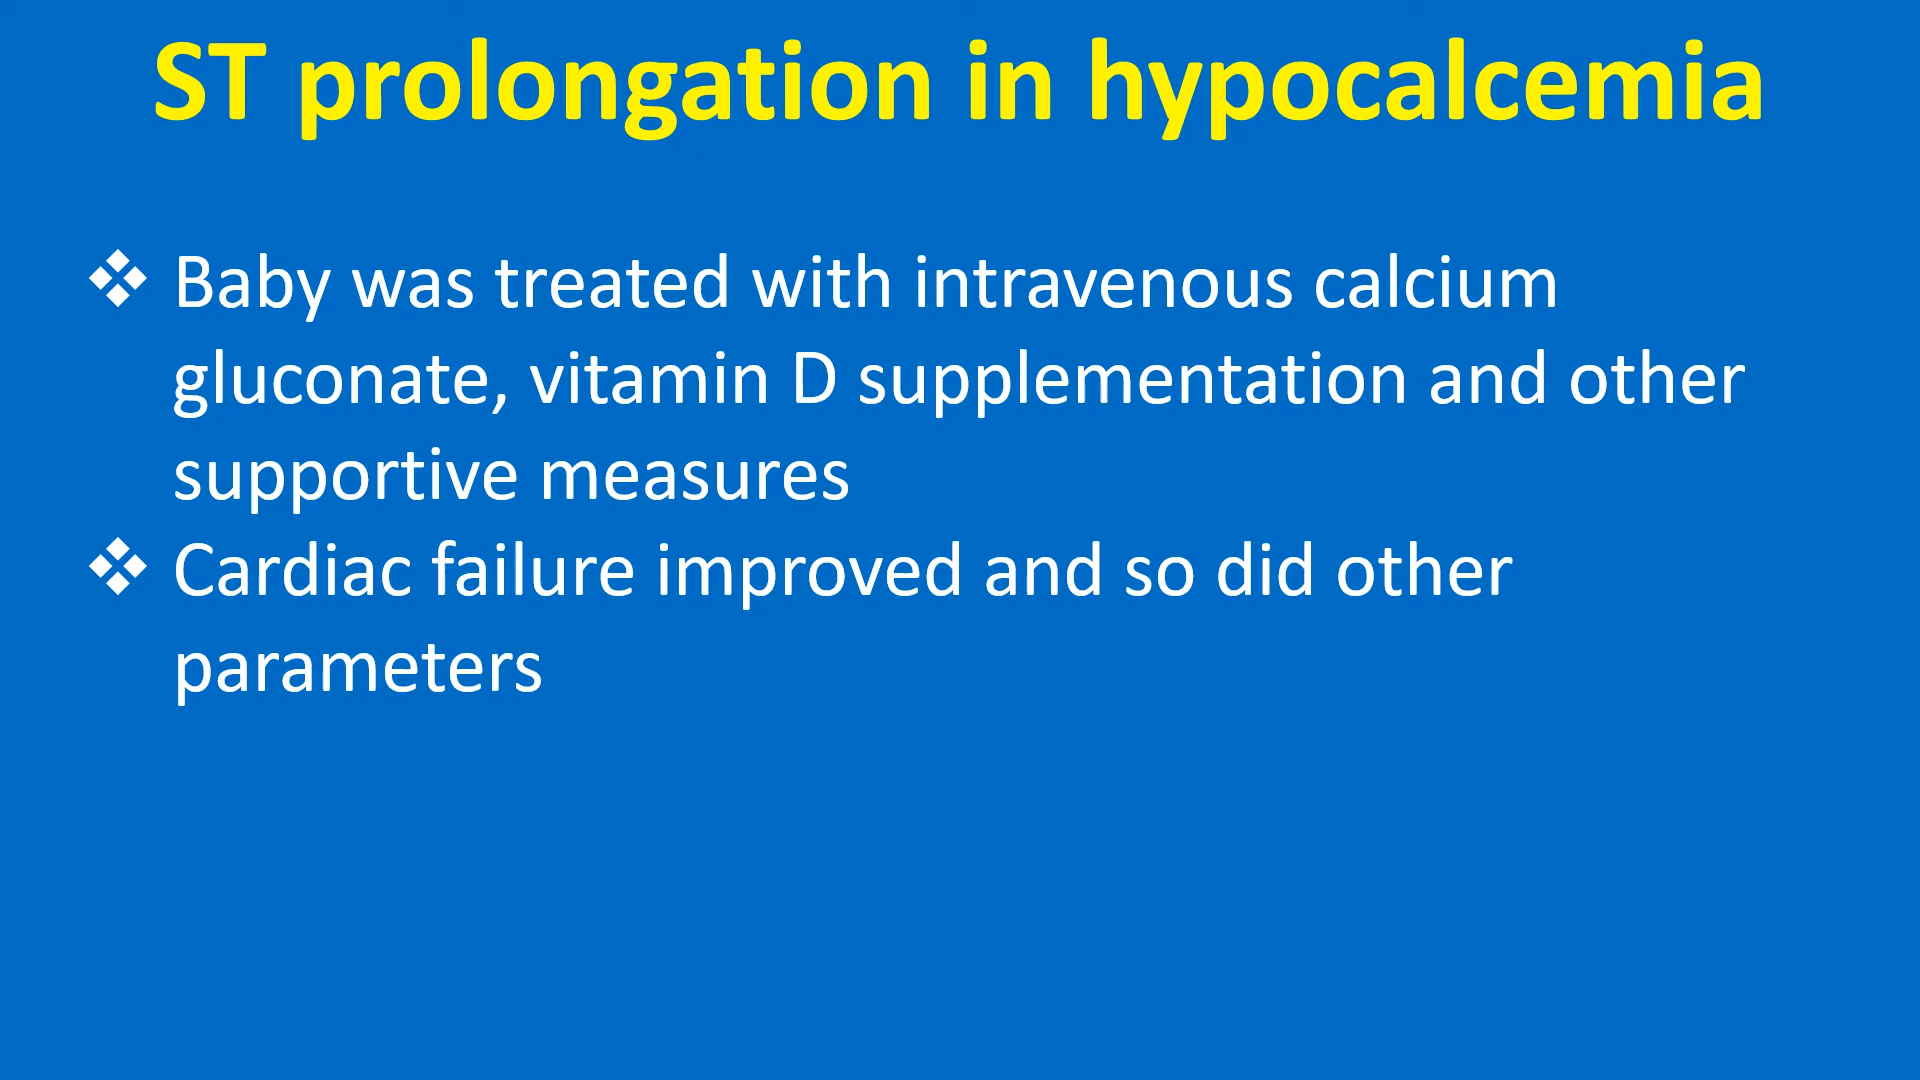 ST prolongation in hypocalcemia
❖ Baby was treated with intravenous calcium
gluconate, vitamin D supplementation and other
supportive measures
❖ Cardiac failure improved and so did other
parameters